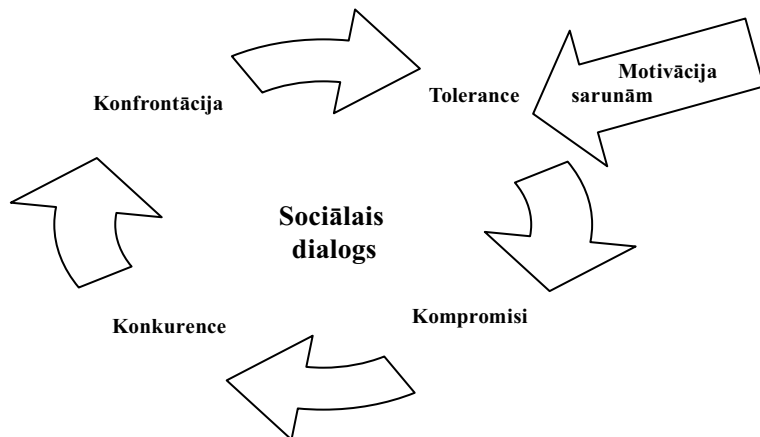 Motivācija
sarunām
Konfrontācija
Tolerance
Sociālais
dialogs
Konkurence
Kompromisi